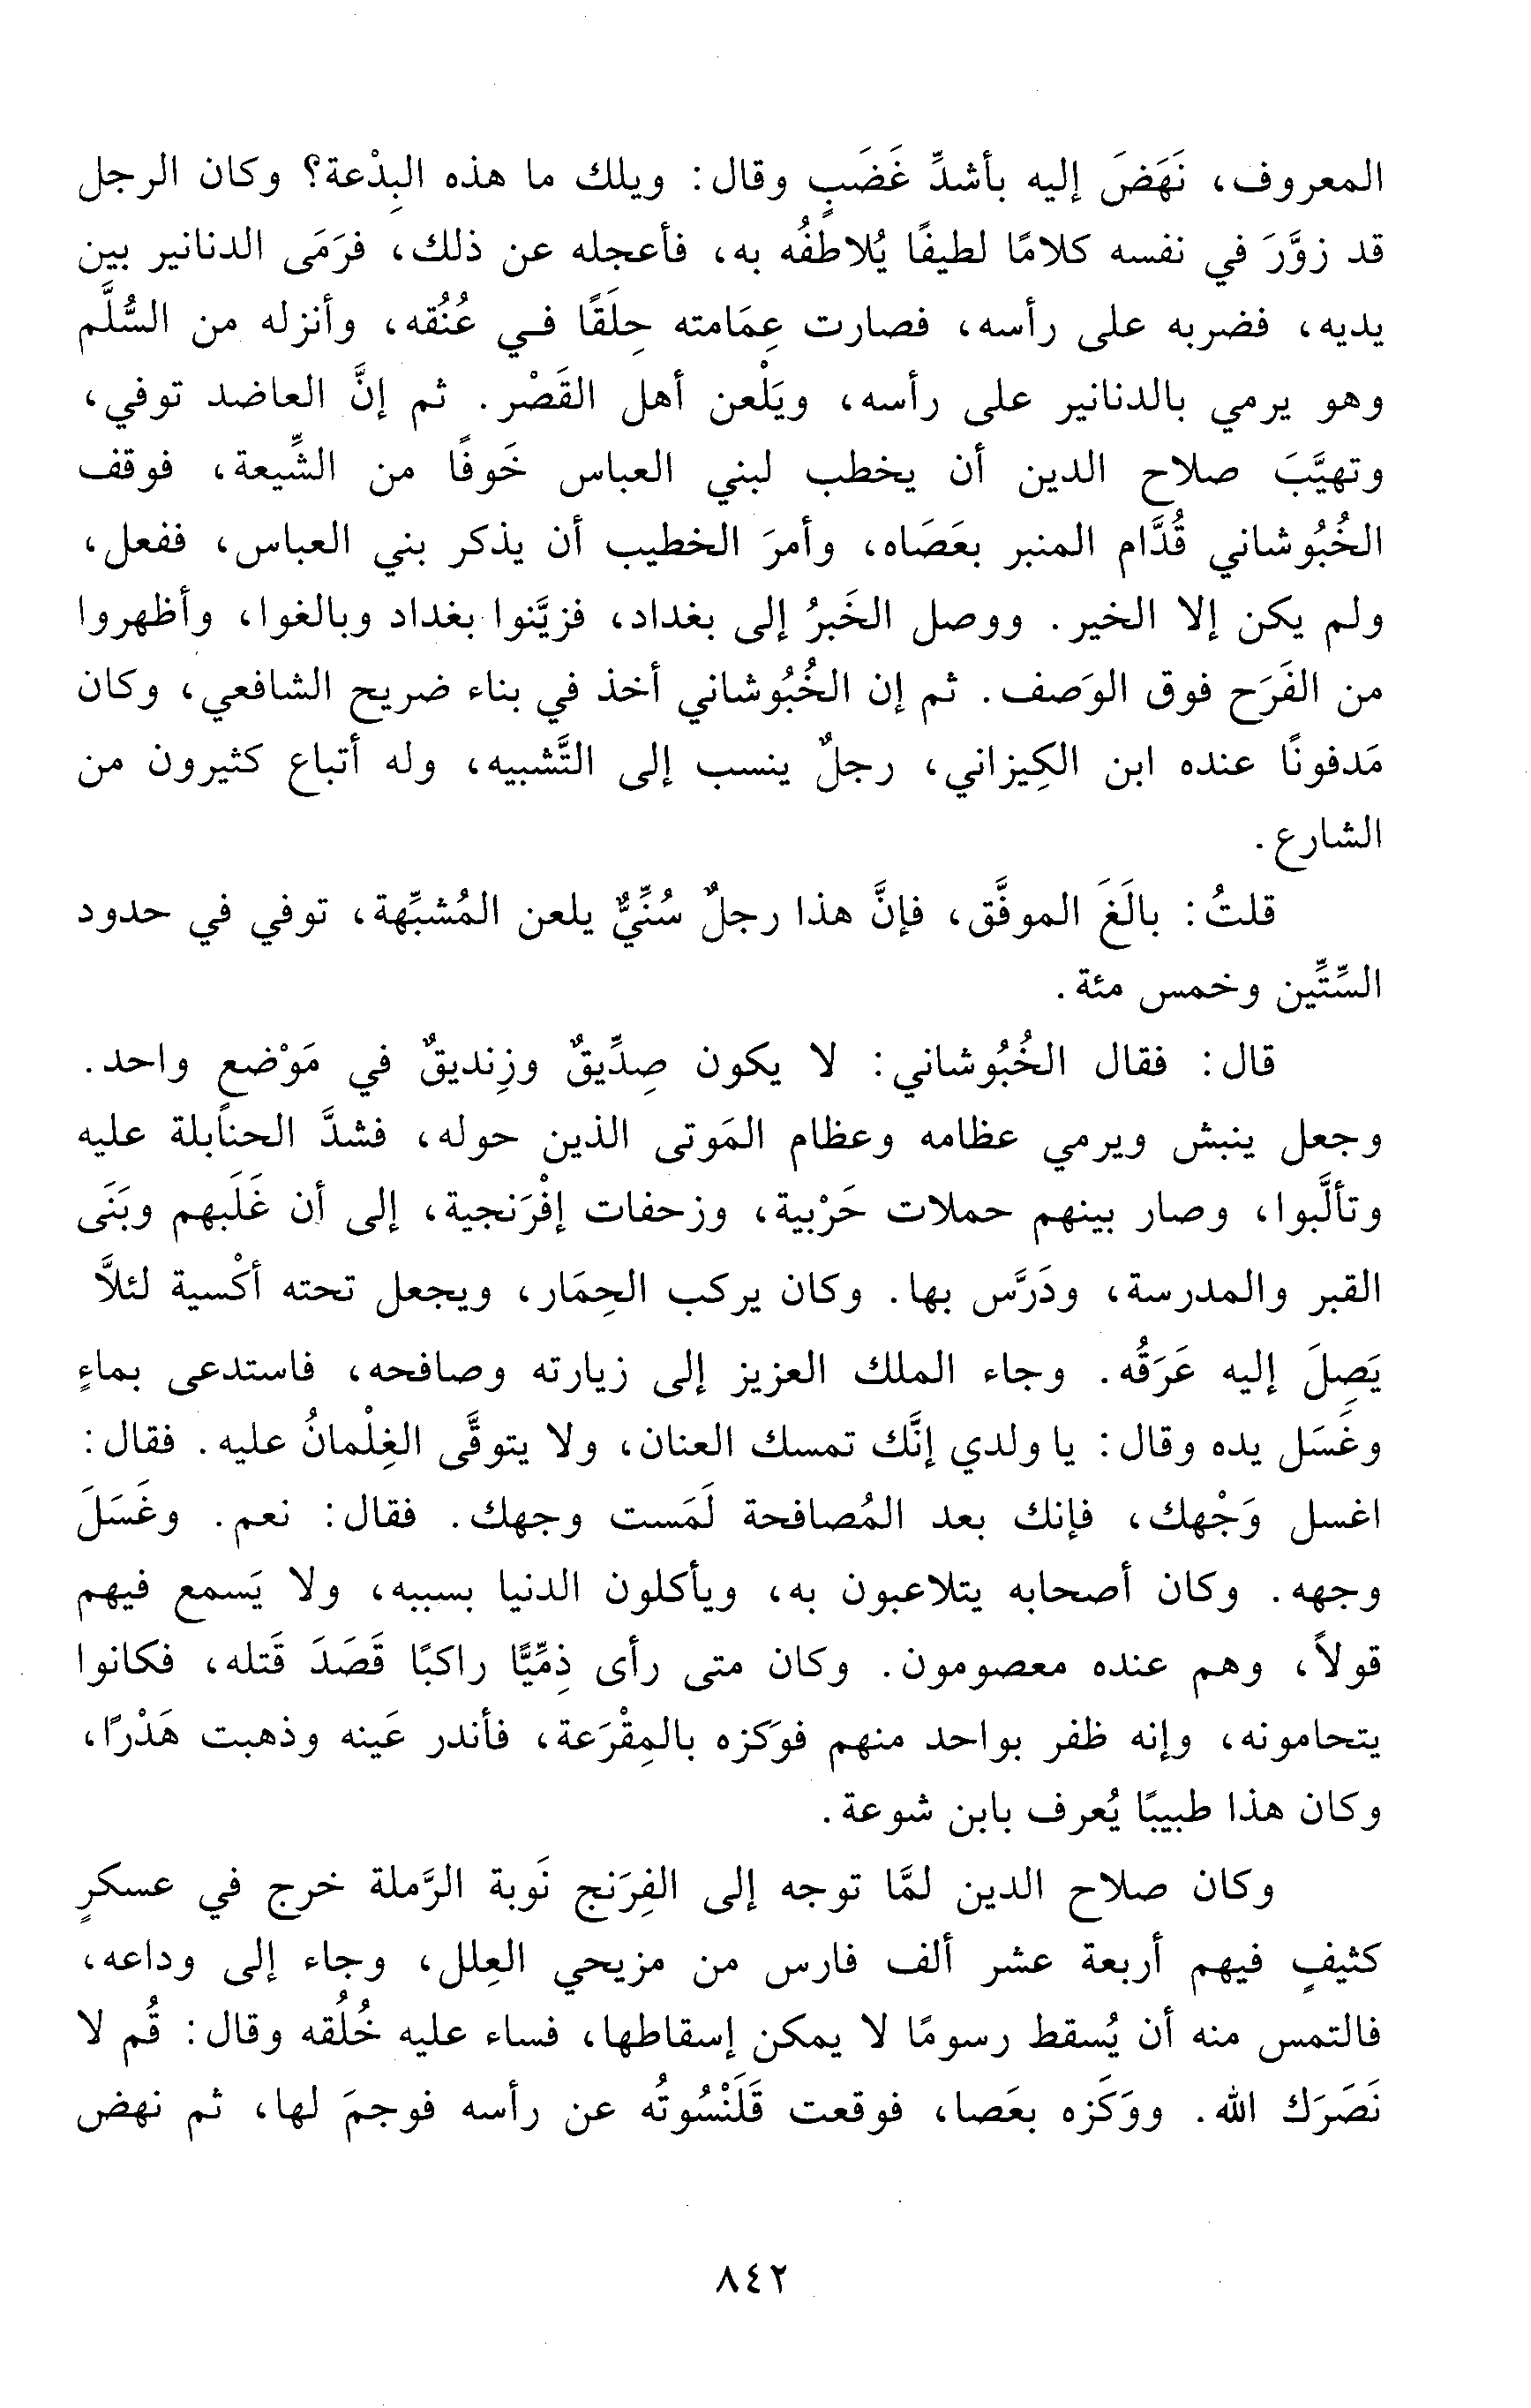 المعروف، نَهَضَ إليه بأشدِّ غَضَبٍ وقال: ويلك ما هذه البِدْعة؟ وكان الرجل
قد زوَّرَ في نفسه كلامًا لطيفًا يُلاطفُه به، فأعجله عن ذلك، فرَمَى الدنانير بين
يديه، فضربه على رأسه، فصارت عِمَامته حِلَقًا في عُنُقه، وأنزله من السُّلَّم
وهو يرمي بالدنانير على رأسه، ويَلْعن أهل القَصْر. ثم إنَّ العاضد توفي،
وتهيَّبَ صلاح الدين أن يخطب لبني العباس خَوفًا من الشِّيعة، فوقف
الخُبُوشاني قُدَّام المنبر بعَصَاه، وأمرَ الخطيب أن يذكر بني العباس، ففعل،
ولم يكن إلا الخير. ووصل الخَبرُ إلى بغداد، فزيَّنوا بغداد وبالغوا، وأظهروا
من الفَرَح فوق الوَصف. ثم إن الخُبُوشاني أخذ في بناء ضريح الشافعي، وكان
مَدفونًا عنده ابن الكِيزاني، رجلٌ ينسب إلى التَّشبيه، وله أتباع كثيرون من
الشارع.
قلتُ: بالَغَ الموفَّق، فإنَّ هذا رجلٌ سُنِّيٌّ يلعن المُشبِّهة، توفي في حدود
السِّتِّين وخمس مئة.
قال: فقال الخُبُوشاني: لا يكون صِدِّيقٌ وزِنديقٌ في مَوْضعٍ واحد.
وجعل ينبش ويرمي عظامه وعظام المَوتى الذين حوله، فشدَّ الحنابلة عليه
وتألَّبوا، وصار بينهم حملات حَرْبية، وزحفات إفْرَنجية، إلى أن غَلَبهم وبَنَى
القبر والمدرسة، ودَرَّس بها. وكان يركب الحِمَار، ويجعل تحته أكْسية لئلاَّ
يَصِلَ إليه عَرَقُه. وجاء الملك العزيز إلى زيارته وصافحه، فاستدعى بماءٍ
وغَسَل يده وقال: يا ولدي إنَّك تمسك العنان، ولا يتوقَّى الغِلْمانُ عليه. فقال:
اغسل وَجْهك، فإنك بعد المُصافحة لَمَست وجهك. فقال: نعم. وغَسَلَ
وجهه. وكان أصحابه يتلاعبون به، ويأكلون الدنيا بسببه، ولا يَسمع فيهم
قولاً، وهم عنده معصومون. وكان متى رأى ذِمِّيًّا راكبًا قَصَدَ قَتله، فكانوا
يتحامونه، وإنه ظفر بواحد منهم فوَكزه بالمِقْرَعة، فأندر عَينه وذهبت هَدْرًا،
وكان هذا طبيبًا يُعرف بابن شوعة.
وكان صلاح الدين لمَّا توجه إلى الفِرَنج نَوبة الرَّملة خرج في عسكرٍ
كثيفٍ فيهم أربعة عشر ألف فارس من مزيحي العِلل، وجاء إلى وداعه،
فالتمس منه أن يُسقط رسومًا لا يمكن إسقاطها، فساء عليه خُلُقه وقال: قُم لا
نَصَرَك الله. ووَكَزه بعَصا، فوقعت قَلَنْسُوتُه عن رأسه فوجمَ لها، ثم نهض
٨٤٢